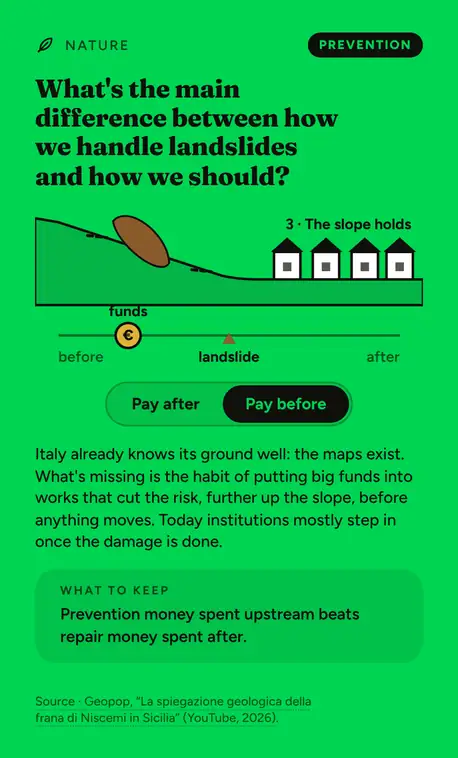 NATURE
PREVENTION
What's the main
difference between how
we handle landslides
and how we should?
3 · The slope holds
funds
€
before
landslide
after
Pay after
Pay before
Italy already knows its ground well: the maps exist.
What's missing is the habit of putting big funds into
works that cut the risk, further up the slope, before
anything moves. Today institutions mostly step in
once the damage is done.
WHAT TO KEEP
Prevention money spent upstream beats
repair money spent after.
Source · Geopop, “La spiegazione geologica della
frana di Niscemi in Sicilia” (YouTube, 2026).